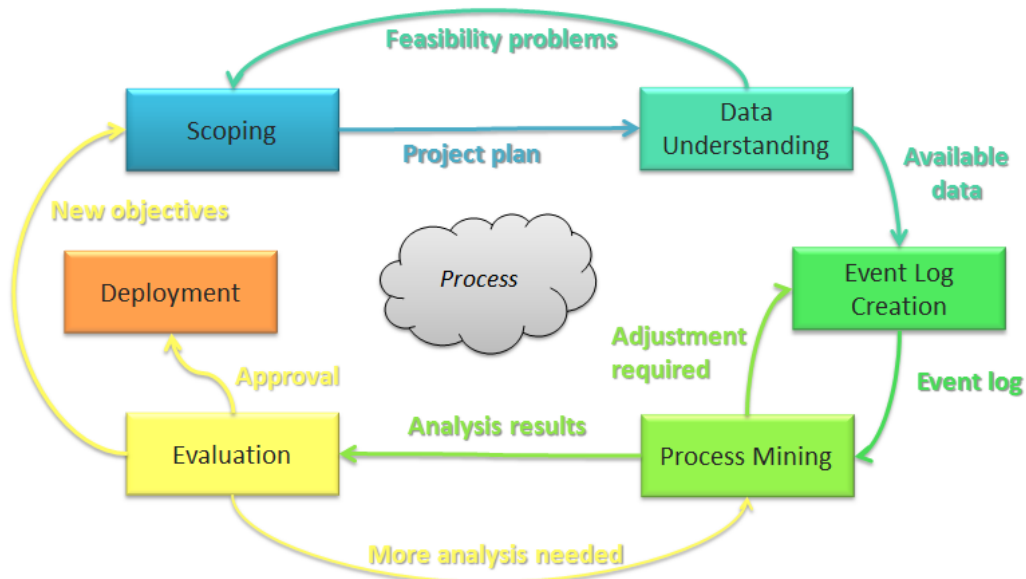 Feasibility problems
Scoping
Data
Understanding
Project plan
Available
data
New objectives
Process
Deployment
Event Log
Creation
Adjustment
required
Approval
Event log
Analysis results
Evaluation
Process Mining
More analysis needed